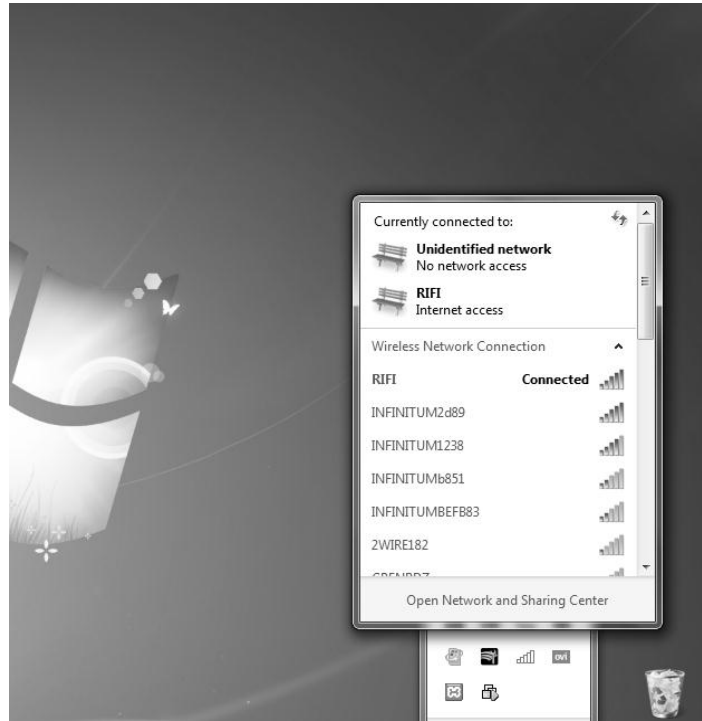 Currently connected to:
Unidentified network
No network access
RIFI
Internet access
Wireless Network Connection
RIFI Connected
INFINITUM2d89
INFINITUM1238
INFINITUMb851
INFINITUMBEFB83
2WIRE182
Open Network and Sharing Center
ovi